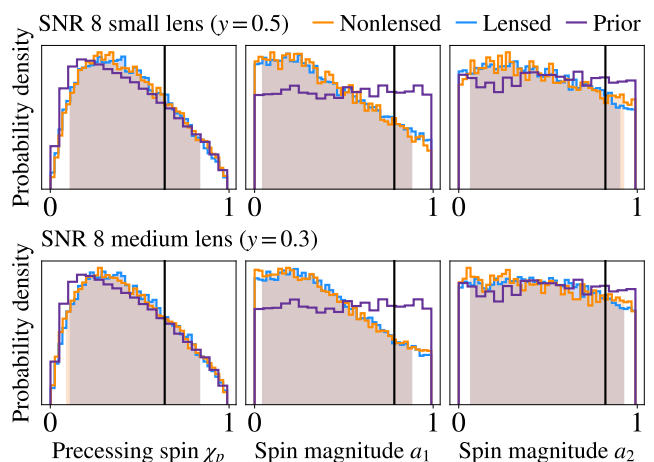 SNR 8 small lens (y = 0.5) Nonlensed Lensed Prior
Probability density
0 1 0 1 0 1
SNR 8 medium lens (y = 0.3)
Probability density
0 1 0 1 0 1
Precessing spin χp Spin magnitude a1 Spin magnitude a2